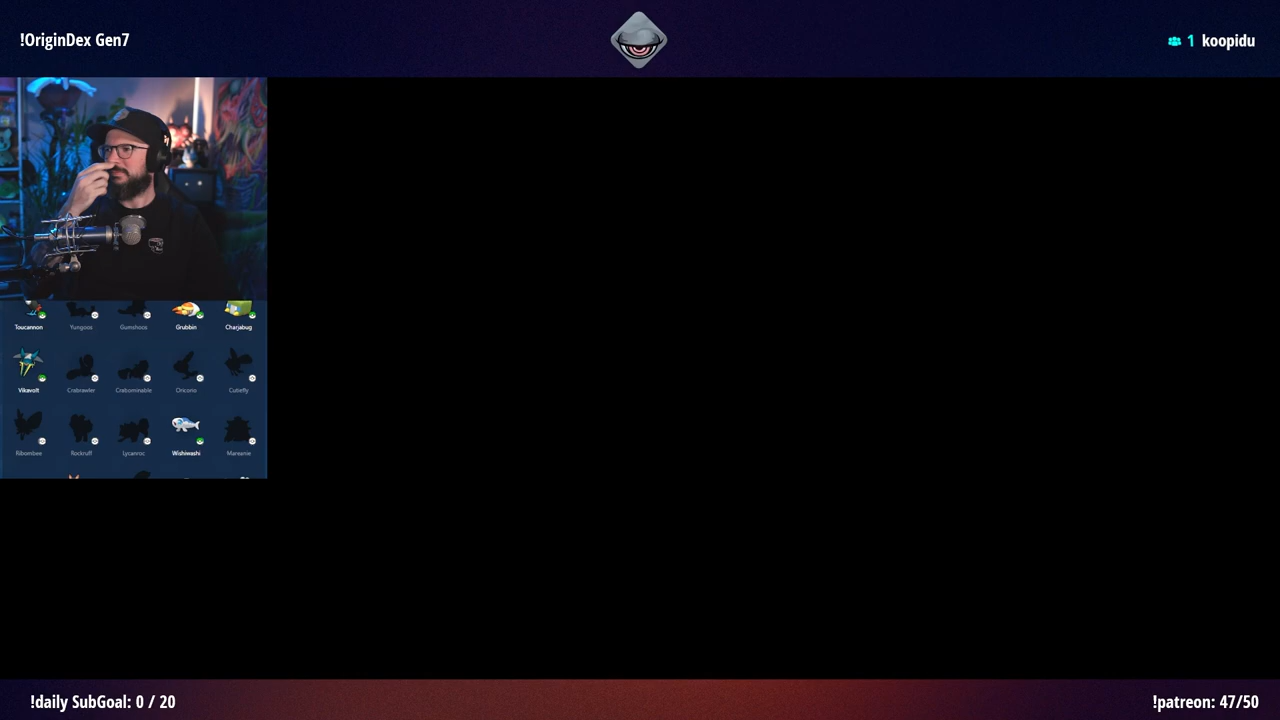 !OriginDex Gen7
1 koopidu
Toucannon Yungoos Gumshoos Grubbin Charjabug
Vikavolt Crabrawler Crabominable Oricorio Cutiefly
Ribombee Rockruff Lycanroc Wishiwashi Mareanie
!daily SubGoal: 0 / 20
!patreon: 47/50